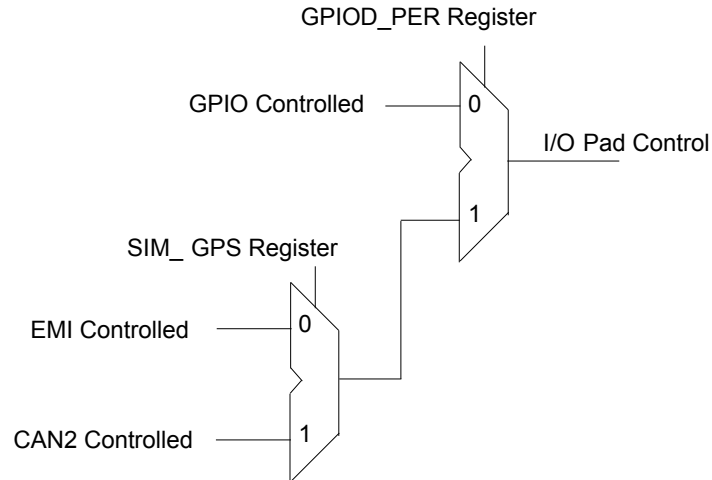 GPIOD_PER Register
GPIO Controlled
0
I/O Pad Control
1
SIM_ GPS Register
EMI Controlled
0
CAN2 Controlled
1